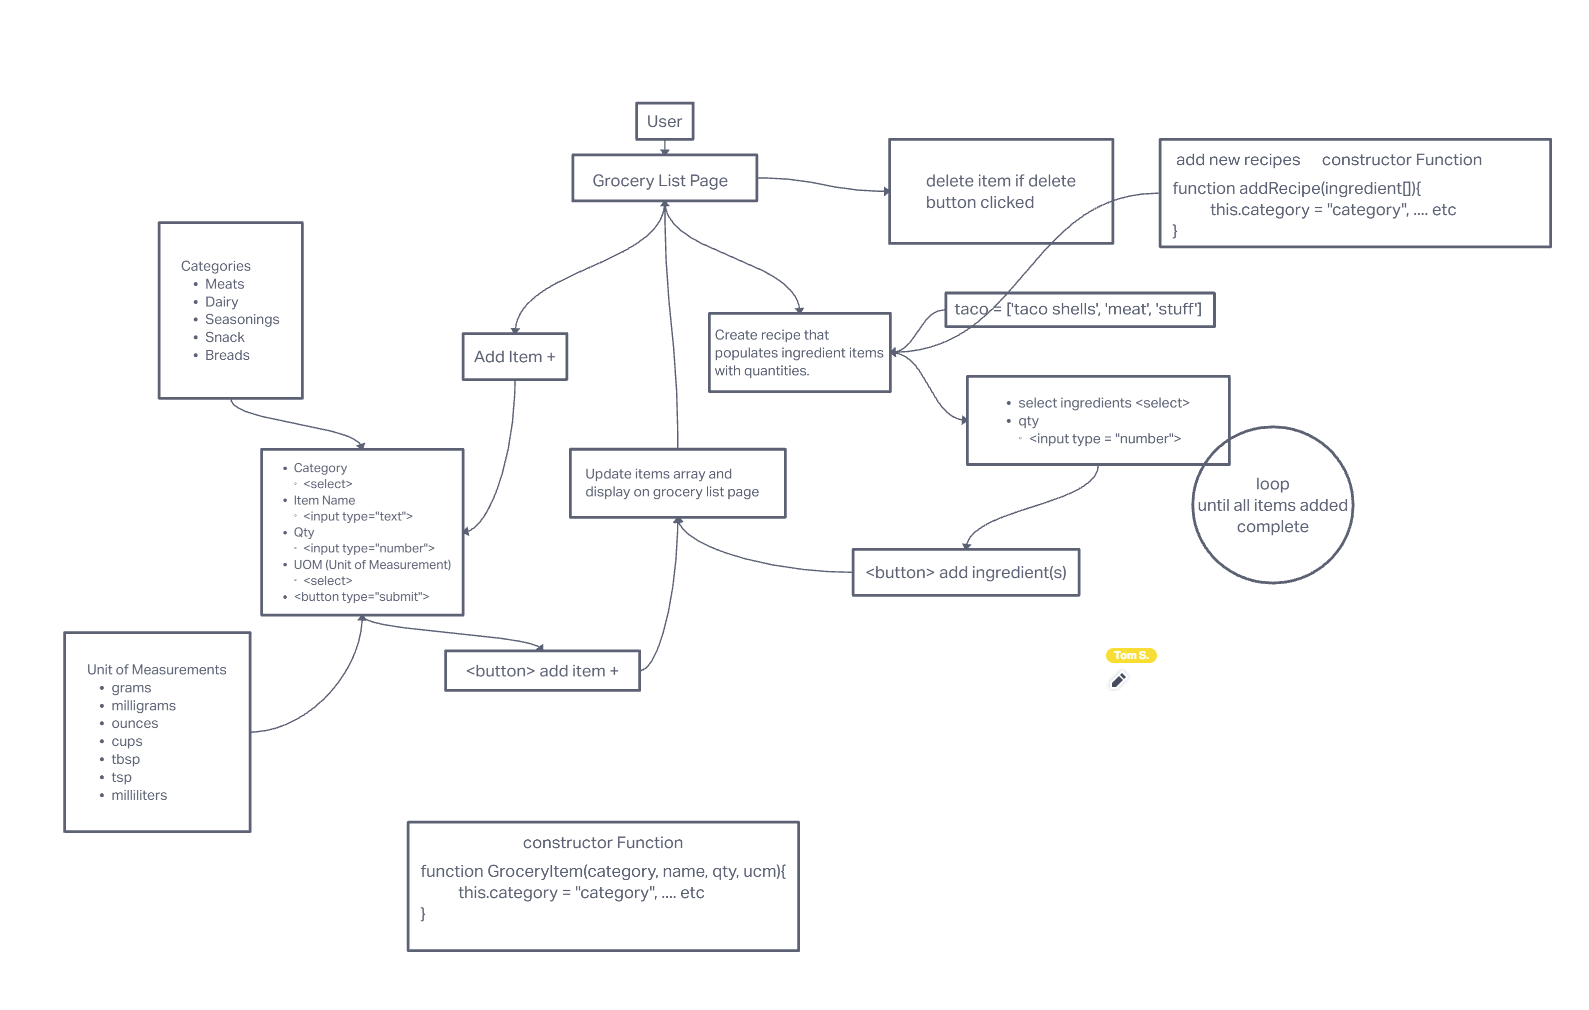 User
Grocery List Page
delete item if delete
button clicked
add new recipes constructor Function
function addRecipe(ingredient[]){
this.category = "category", .... etc
}
Categories
• Meats
• Dairy
• Seasonings
• Snack
• Breads
taco = ['taco shells', 'meat', 'stuff']
Add Item +
Create recipe that
populates ingredient items
with quantities.
• select ingredients <select>
• qty
◦ <input type = "number">
• Category
◦ <select>
• Item Name
◦ <input type="text">
• Qty
◦ <input type="number">
• UOM (Unit of Measurement)
◦ <select>
• <button type="submit">
Update items array and
display on grocery list page
loop
until all items added
complete
<button> add ingredient(s)
<button> add item +
Tom S.
Unit of Measurements
• grams
• milligrams
• ounces
• cups
• tbsp
• tsp
• milliliters
constructor Function
function GroceryItem(category, name, qty, ucm){
this.category = "category", .... etc
}